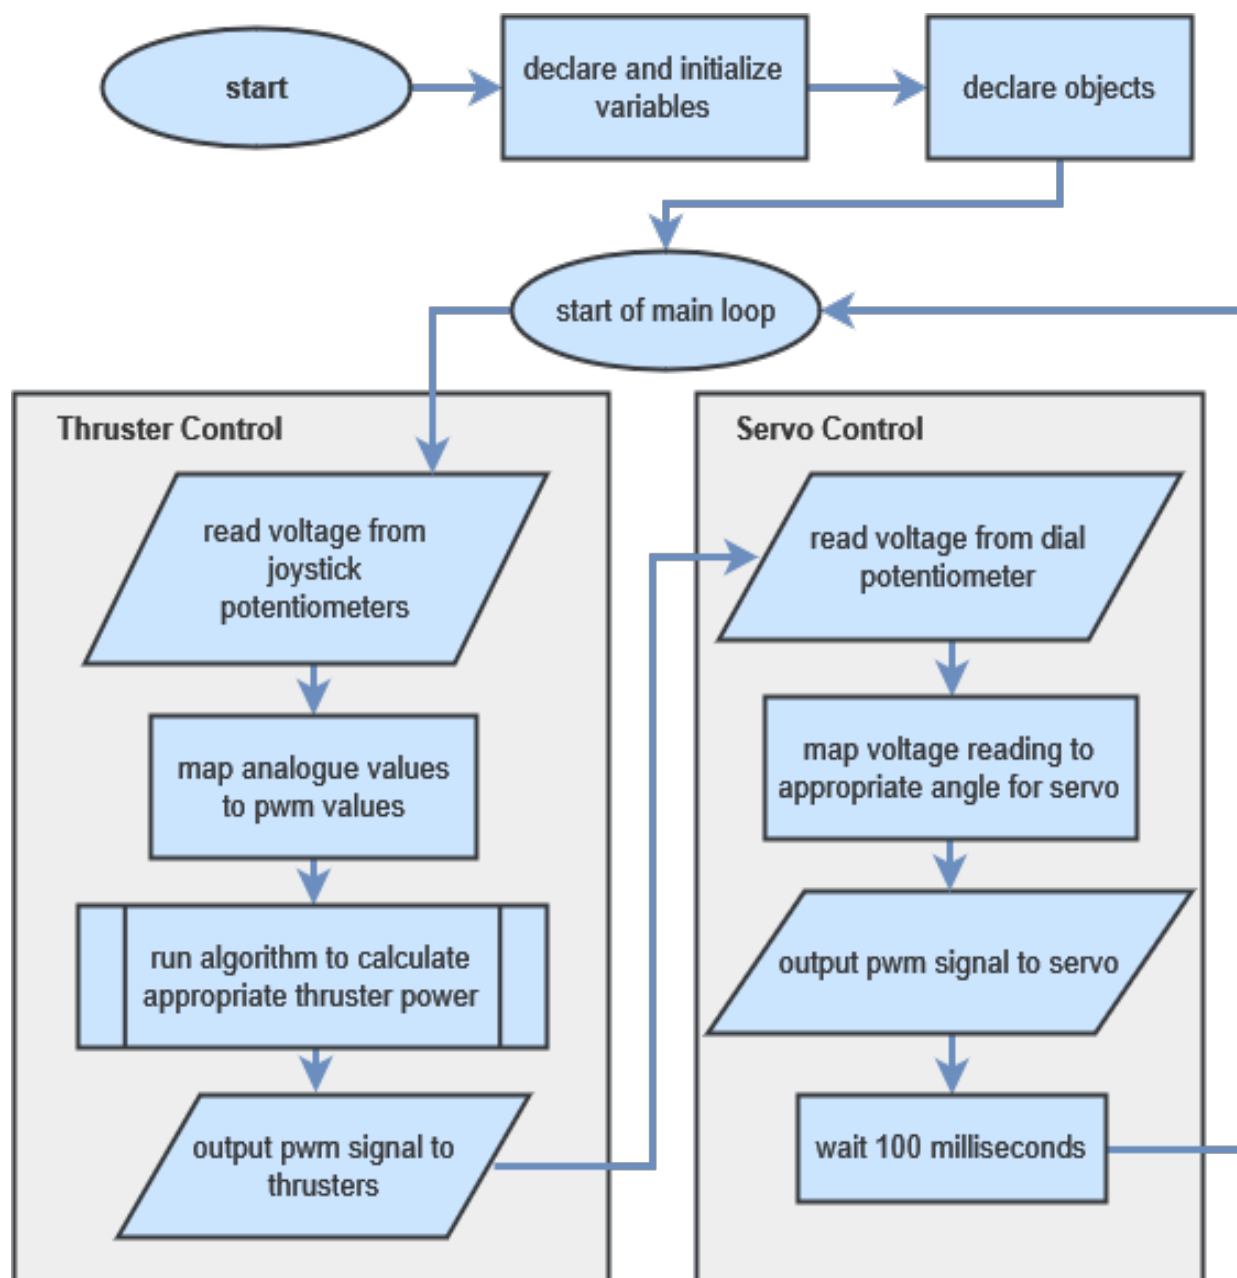 start
declare and initialize
variables
declare objects
start of main loop
Thruster Control
read voltage from
joystick
potentiometers
map analogue values
to pwm values
run algorithm to calculate
appropriate thruster power
output pwm signal to
thrusters
Servo Control
read voltage from dial
potentiometer
map voltage reading to
appropriate angle for servo
output pwm signal to servo
wait 100 milliseconds